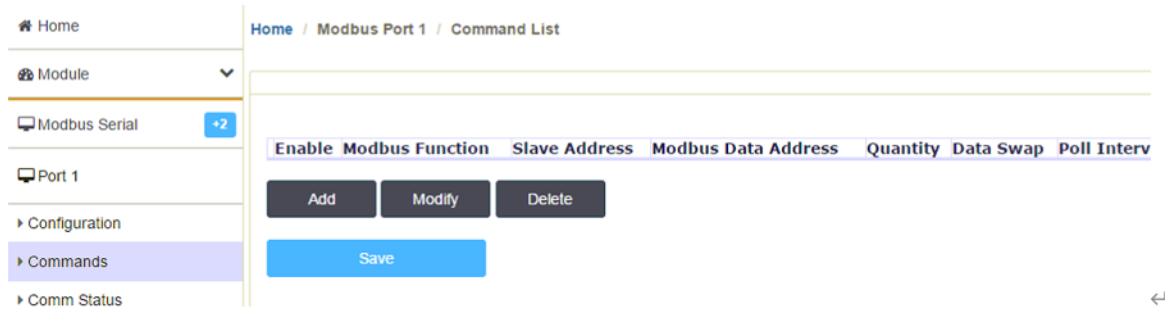 Home
Module
Modbus Serial +2
Port 1
Configuration
Commands
Comm Status
Home / Modbus Port 1 / Command List
Enable Modbus Function Slave Address Modbus Data Address Quantity Data Swap Poll Interv
Add Modify Delete
Save